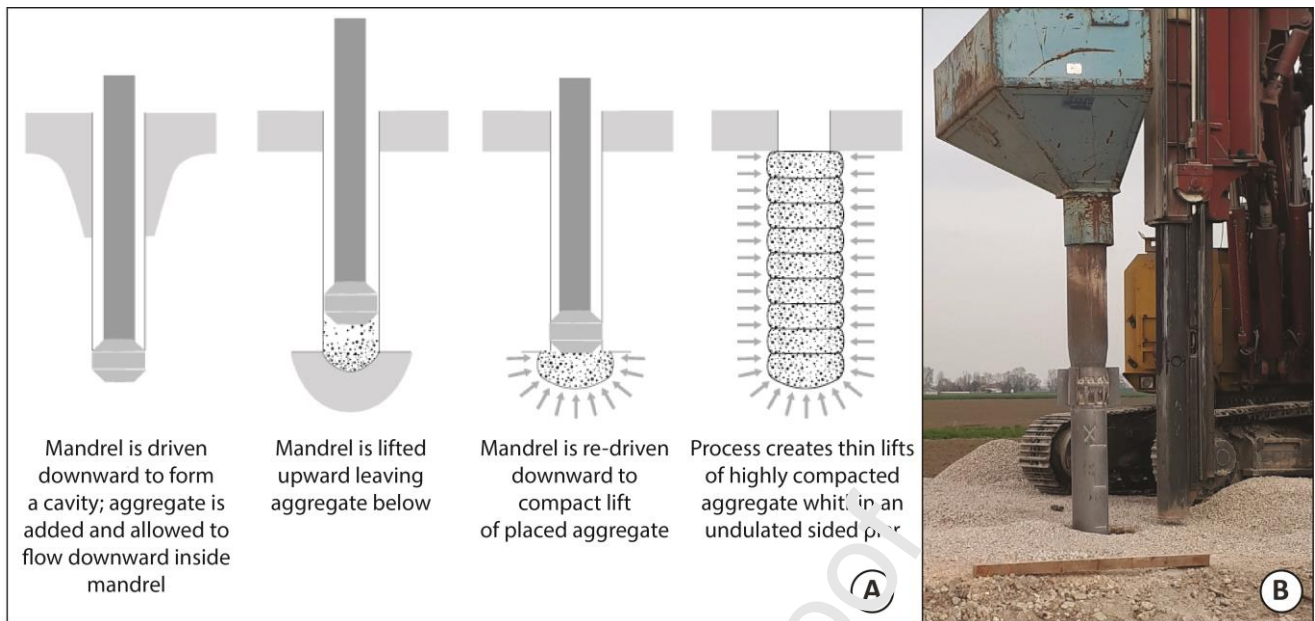 Mandrel is driven
downward to form
a cavity; aggregate is
added and allowed to
flow downward inside
mandrel
Mandrel is lifted
upward leaving
aggregate below
Mandrel is re-driven
downward to
compact lift
of placed aggregate
Process creates thin lifts
of highly compacted
aggregate whithin an
undulated sided
A
B